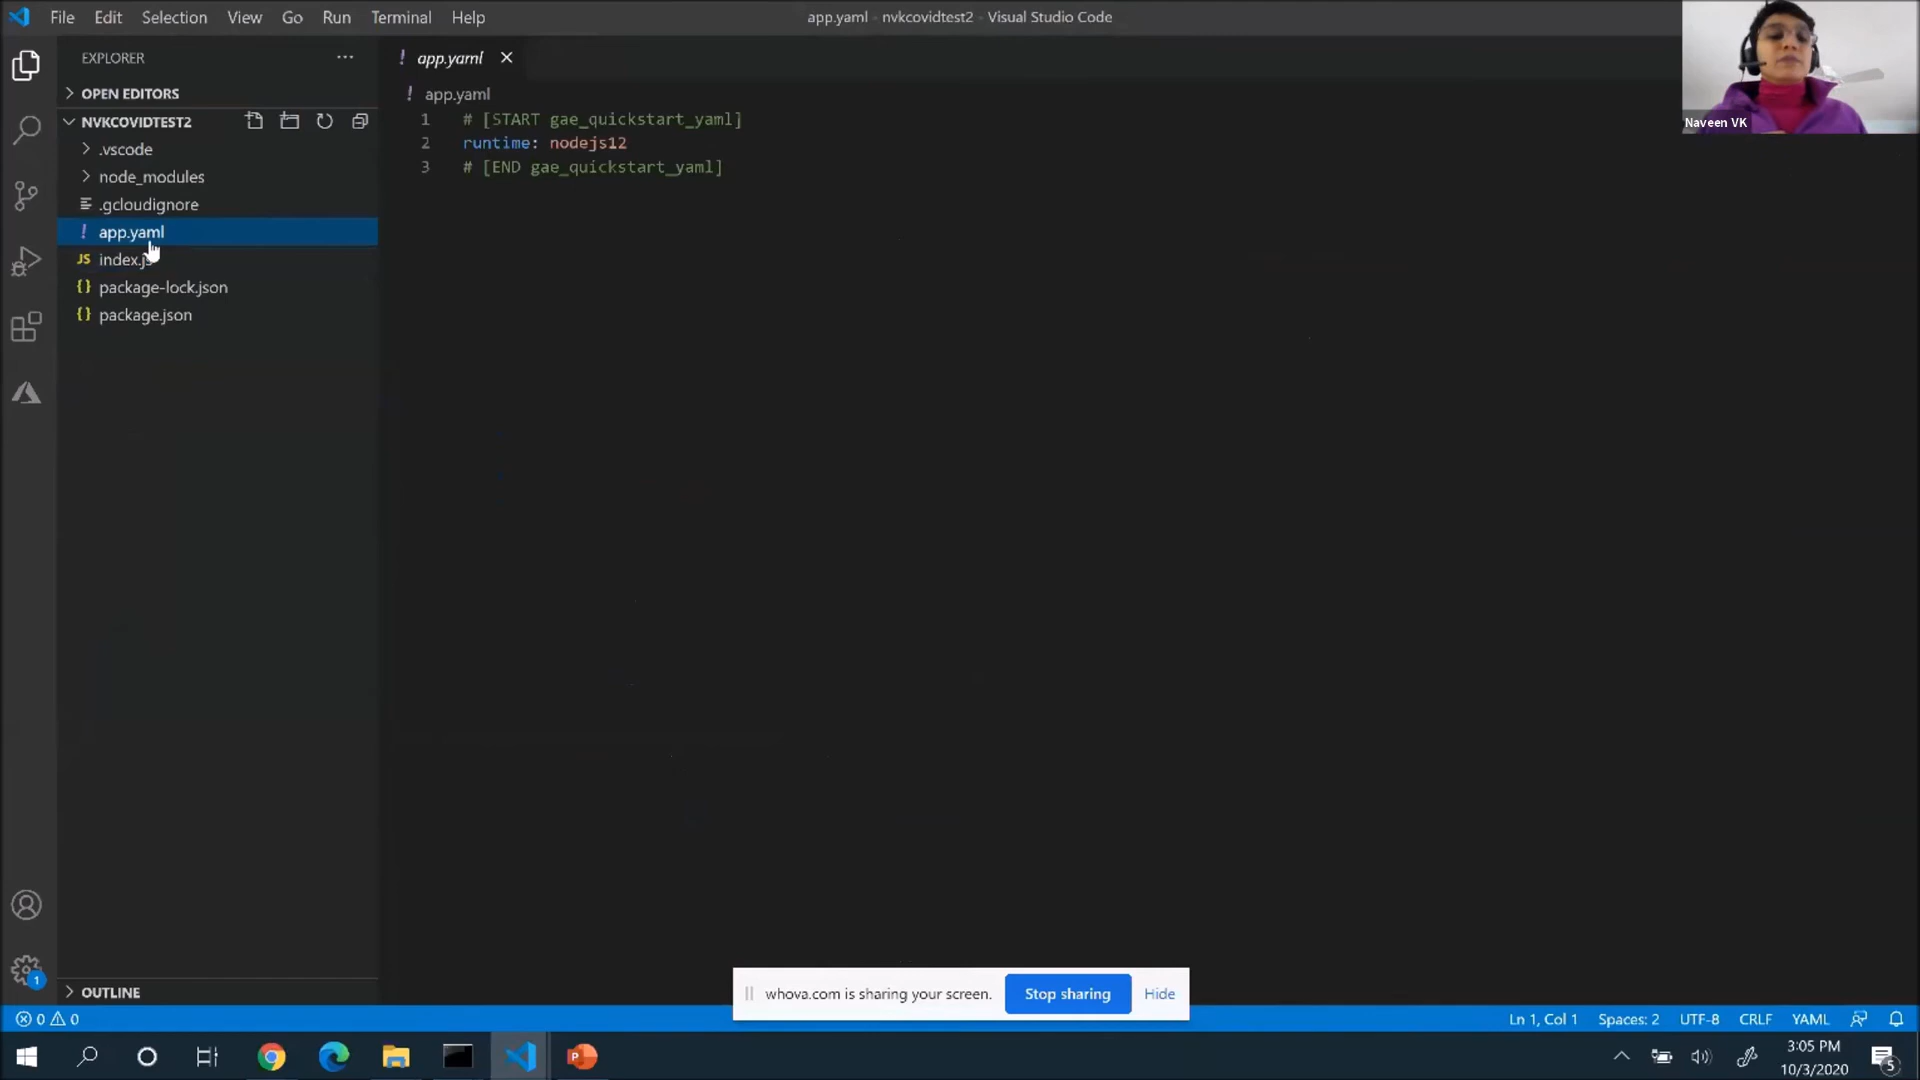 File Edit Selection View Go Run Terminal Help
app.yaml - nvkcovidtest2 - Visual Studio Code
EXPLORER
OPEN EDITORS
NVKCOVIDTEST2
.vscode
node_modules
.gcloudignore
! app.yaml
JS index.js
{} package-lock.json
{} package.json
OUTLINE
! app.yaml
! app.yaml
1 # [START gae_quickstart_yaml]
2 runtime: nodejs12
3 # [END gae_quickstart_yaml]
Naveen VK
whova.com is sharing your screen. Stop sharing Hide
1
0 0
Ln 1, Col 1 Spaces: 2 UTF-8 CRLF YAML
3:05 PM
10/3/2020
5